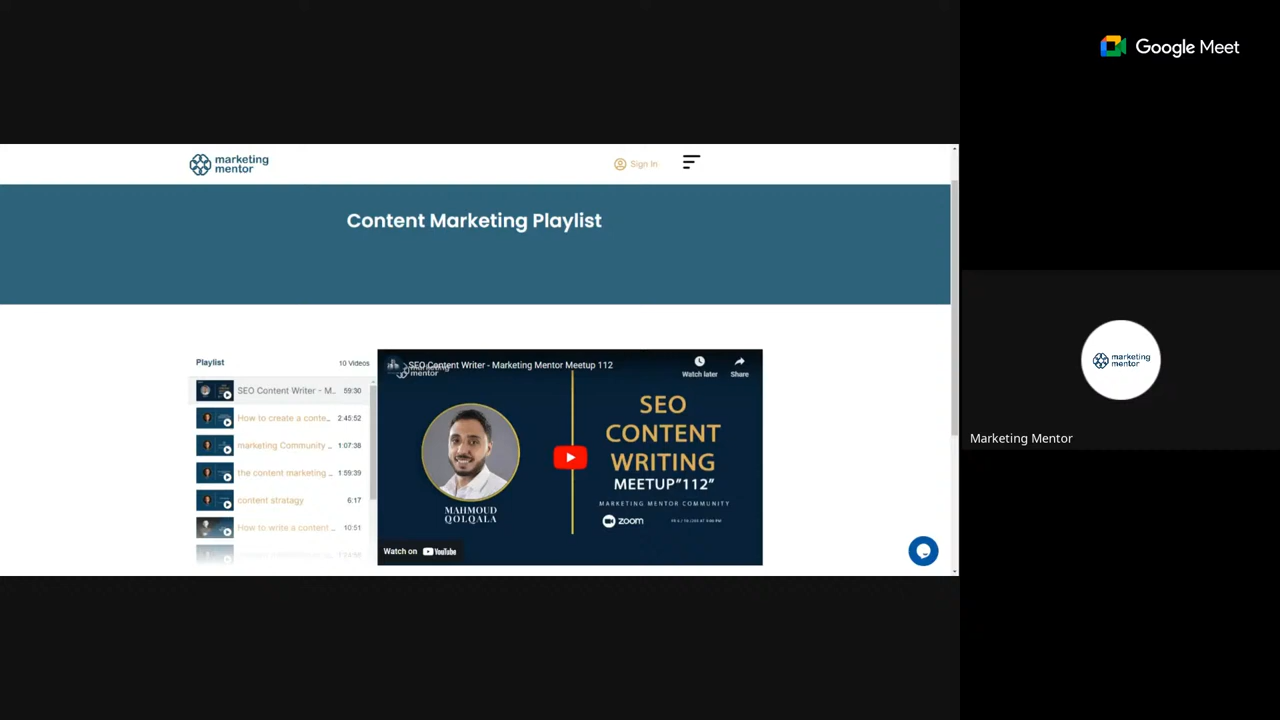 Google Meet
marketing
mentor
Sign In
Content Marketing Playlist
Playlist
10 Videos
SEO Content Writer - M... 59:30
How to create a conte... 2:45:52
marketing Community ... 1:07:38
the content marketing ... 1:59:39
content stratagy 6:17
How to write a content ... 10:51
SEO Content Writer - Marketing Mentor Meetup 112
Watch later
Share
SEO
CONTENT
WRITING
MEETUP"112"
MARKETING MENTOR COMMUNITY
zoom
MAHMOUD
QOLQALA
Watch on YouTube
marketing
mentor
Marketing Mentor